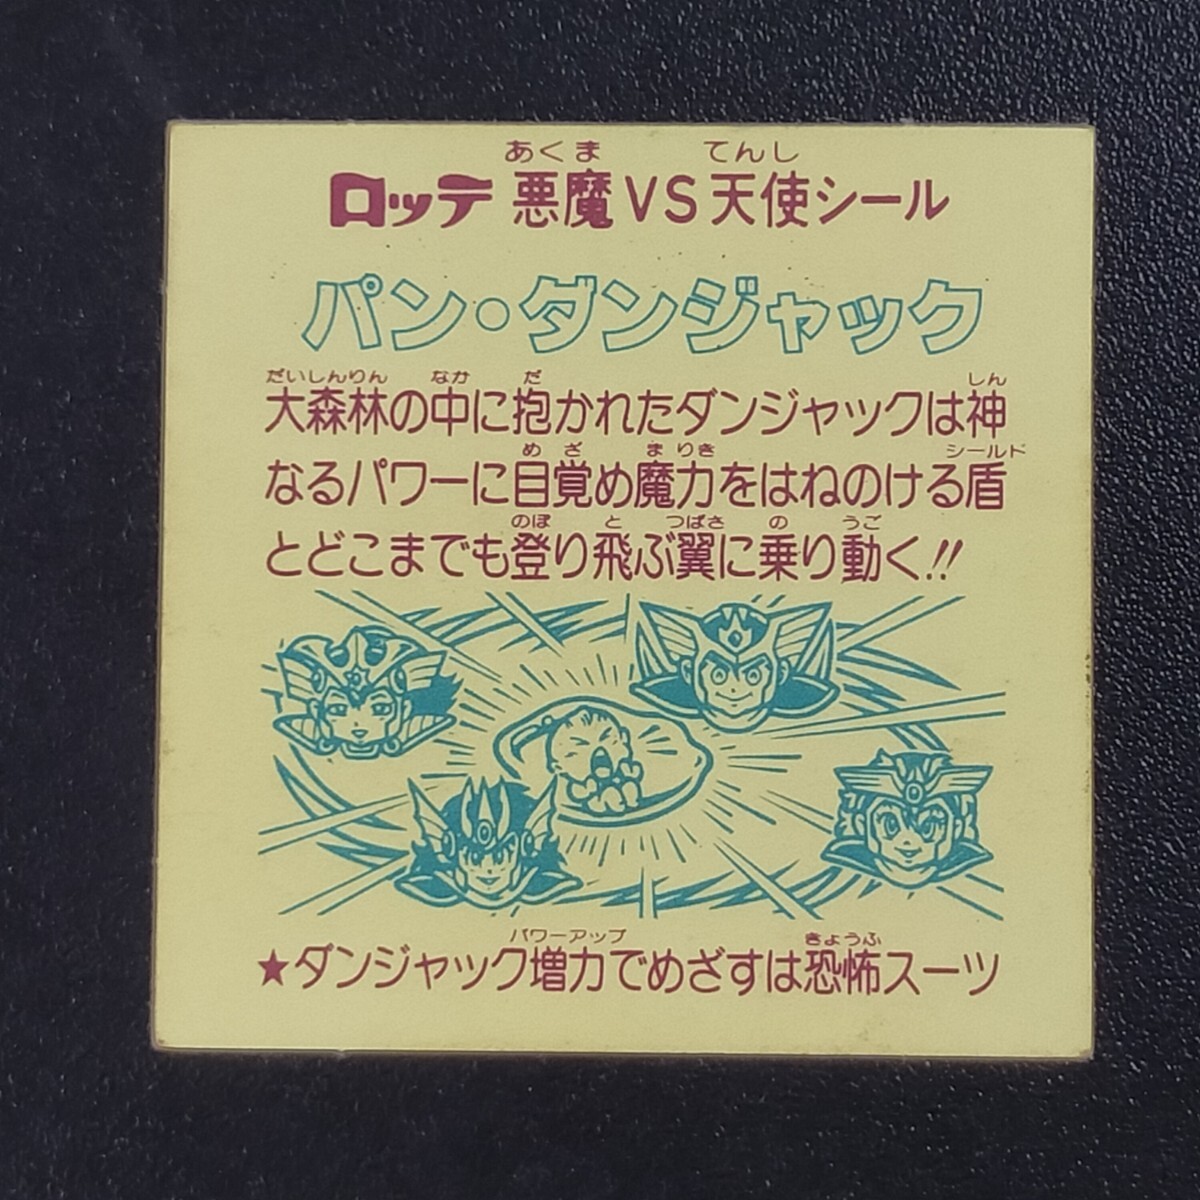 あくま てんし
ロッテ 悪魔VS天使シール
パン・ダンジャック
だいしんりん なか だ しん
大森林の中に抱かれたダンジャックは神
めざ まりき シールド
なるパワーに目覚め魔力をはねのける盾
のぼ と つばさ の うご
とどこまでも登り飛ぶ翼に乗り動く!!
パワーアップ きょうふ
★ダンジャック増力でめざすは恐怖スーツ